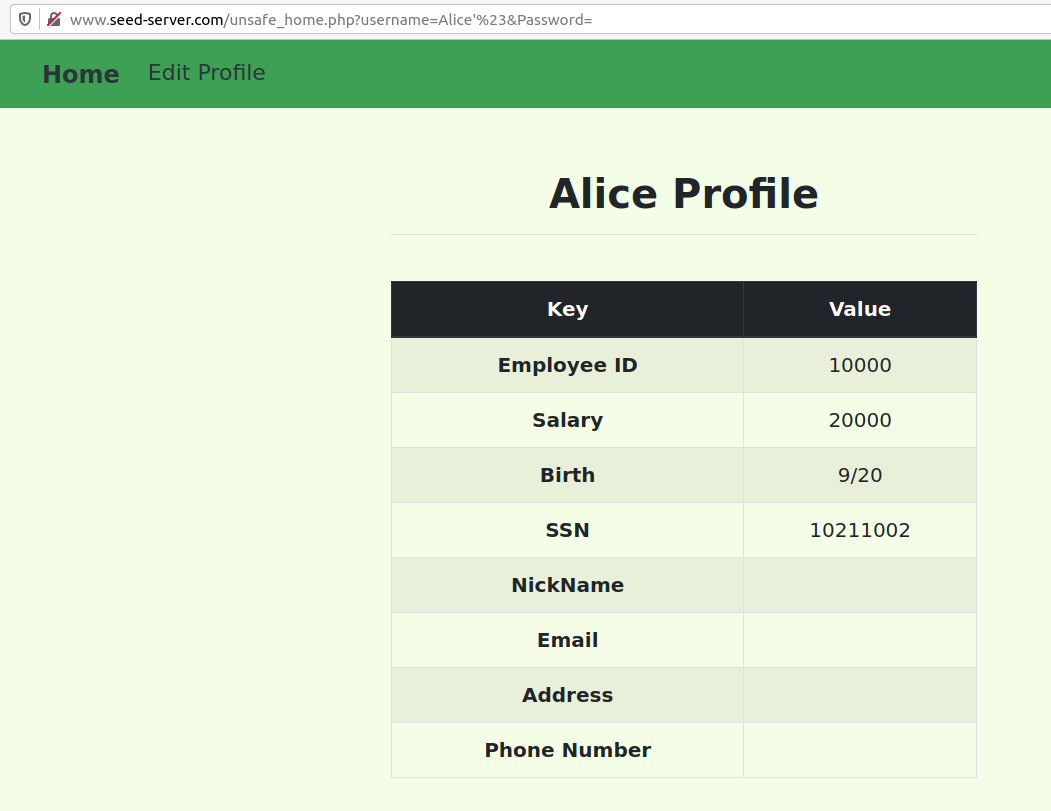 www.seed-server.com/unsafe_home.php?username=Alice'%23&Password=
Home Edit Profile
Alice Profile
Key Value
Employee ID 10000
Salary 20000
Birth 9/20
SSN 10211002
NickName
Email
Address
Phone Number